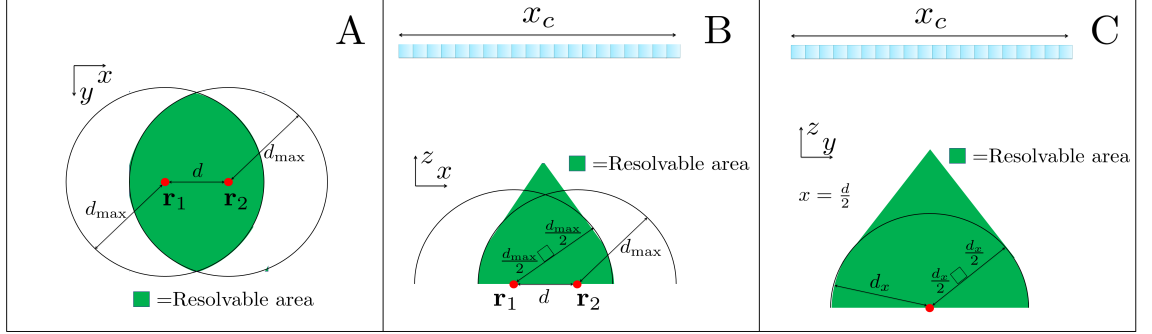 A
x
y
d
d_max
r_1
r_2
d_max
=Resolvable area
x_c
B
z
x
=Resolvable area
d_max/2
d_max/2
d_max
r_1
d
r_2
x_c
C
z
y
=Resolvable area
x = d/2
d_x
d_x/2
d_x/2